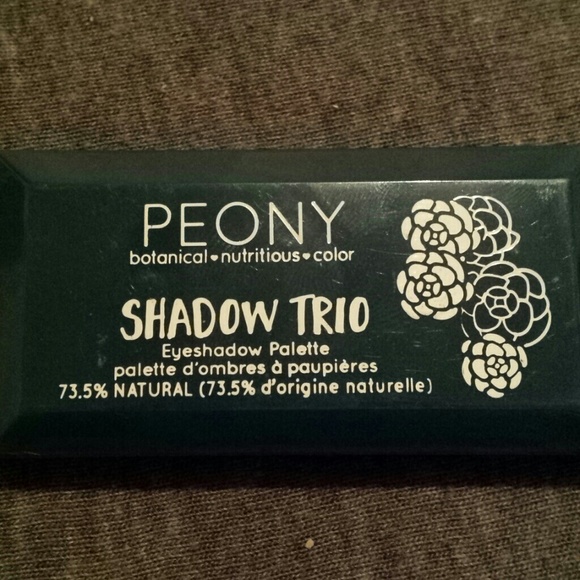 PEONY
botanical♥nutritious♥color
SHADOW TRIO
Eyeshadow Palette
palette d'ombres à paupières
73.5% NATURAL (73.5% d'origine naturelle)